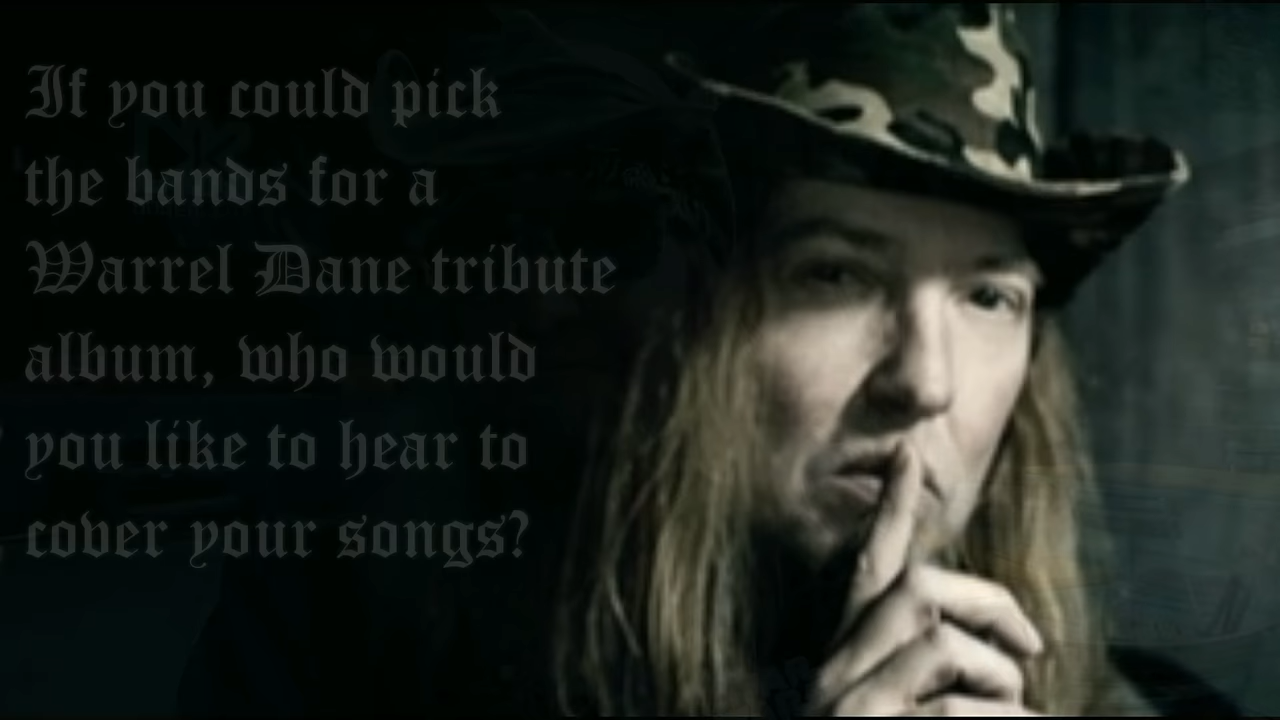 If you could pick
the bands for a
Warrel Dane tribute
album, who would
you like to hear to
cover your songs?